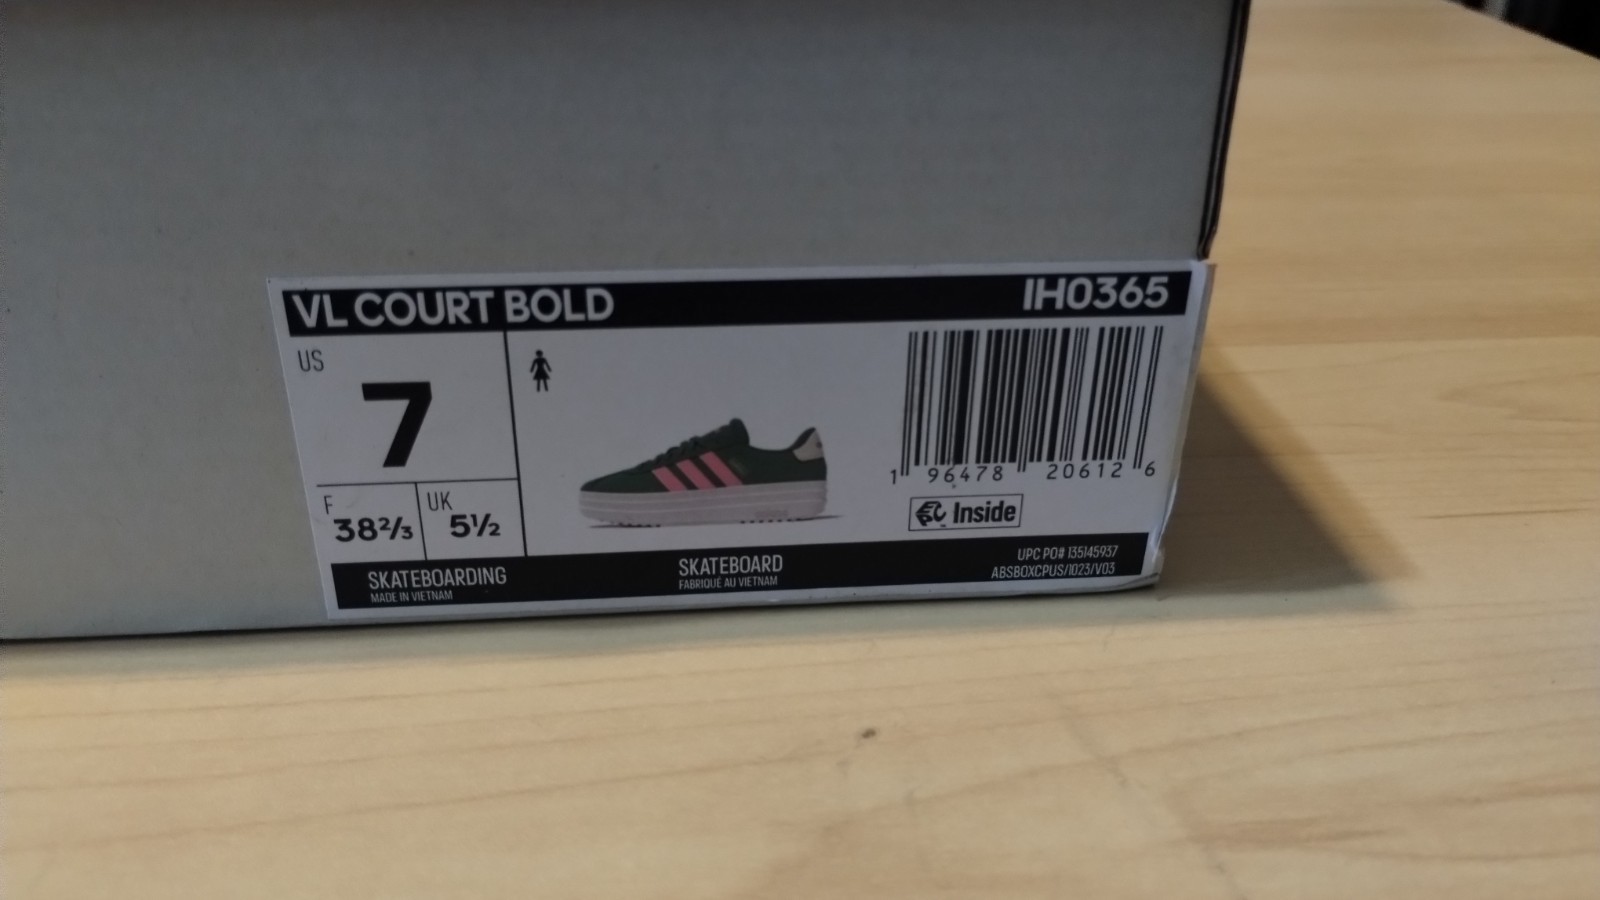 VL COURT BOLD
IH0365
US
7
F
38⅔
UK
5½
1 96478 20612 6
Inside
SKATEBOARDING
MADE IN VIETNAM
SKATEBOARD
FABRIQUÉ AU VIETNAM
UPC PO# 135145937
ABSBOXCPUS/1023/V03